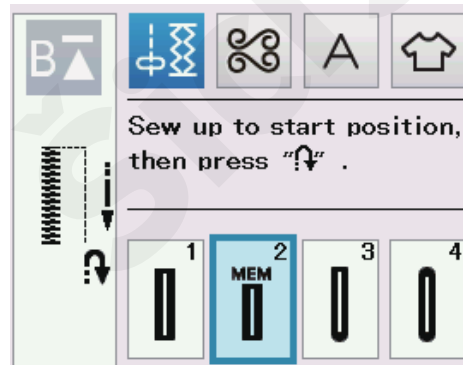 B
A
Sew up to start position,
then press “ ” .
1
2
3
4
MEM